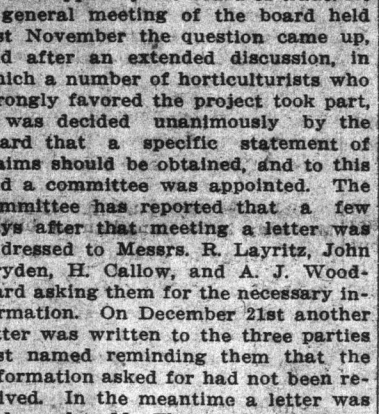 general meeting of the board held
st November the question came up,
d after an extended discussion, in
hich a number of horticulturists who
rongly favored the project took part,
was decided unanimously by the
ard that a specific statement of
aims should be obtained, and to this
d a committee was appointed. The
mmittee has reported that a few
ys after that meeting a letter was
dressed to Messrs. R. Layritz, John
ryden, H. Callow, and A. J. Wood-
ard asking them for the necessary in-
rmation. On December 21st another
tter was written to the three parties
st named reminding them that the
formation asked for had not been re-
ived. In the meantime a letter was